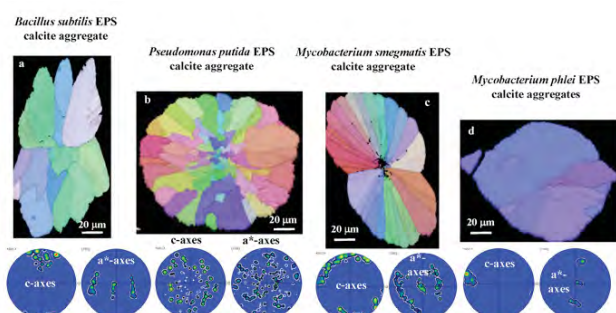 Bacillus subtilis EPS
calcite aggregate
Pseudomonas putida EPS
calcite aggregate
Mycobacterium smegmatis EPS
calcite aggregate
Mycobacterium phlei EPS
calcite aggregates
a
b
c
d
20 µm
20 µm
20 µm
20 µm
c-axes
a*-axes
c-axes
a*-axes
c-axes
a*-
axes
c-axes
a*-
axes